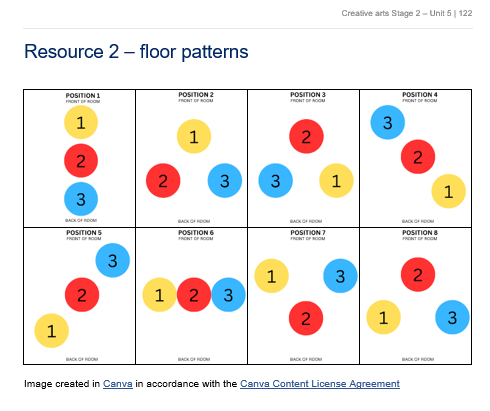 Creative arts Stage 2 – Unit 5 | 122
Resource 2 – floor patterns
POSITION 1
FRONT OF ROOM
1
2
3
BACK OF ROOM
POSITION 2
FRONT OF ROOM
1
2 3
BACK OF ROOM
POSITION 3
FRONT OF ROOM
2
3 1
BACK OF ROOM
POSITION 4
FRONT OF ROOM
3
2
1
BACK OF ROOM
POSITION 5
FRONT OF ROOM
3
2
1
BACK OF ROOM
POSITION 6
FRONT OF ROOM
1 2 3
BACK OF ROOM
POSITION 7
FRONT OF ROOM
1 3
2
BACK OF ROOM
POSITION 8
FRONT OF ROOM
2
1 3
BACK OF ROOM
Image created in Canva in accordance with the Canva Content License Agreement